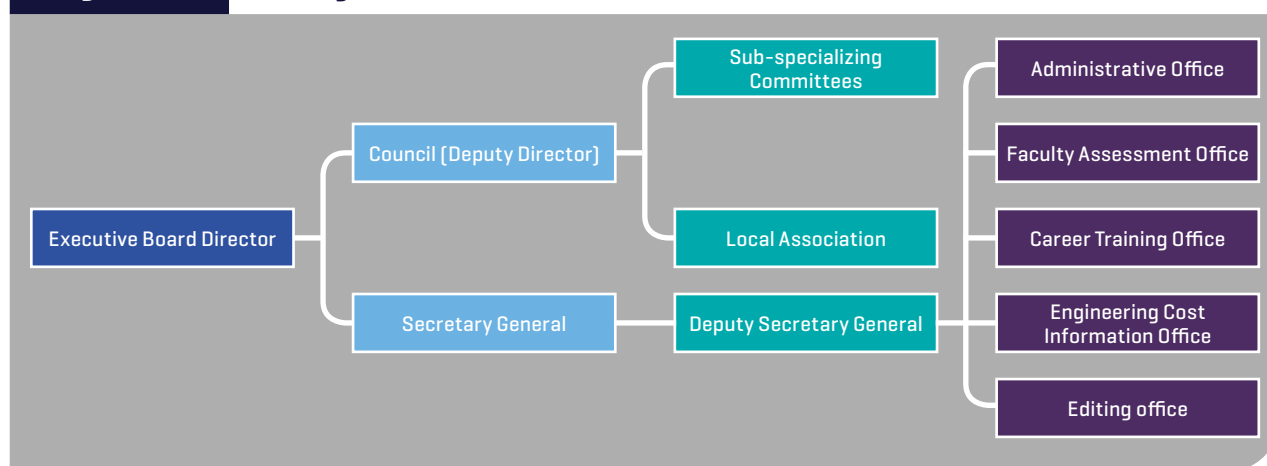 Sub-specializing
Committees
Administrative Office
Council (Deputy Director)
Faculty Assessment Office
Executive Board Director
Local Association
Career Training Office
Secretary General
Deputy Secretary General
Engineering Cost
Information Office
Editing office